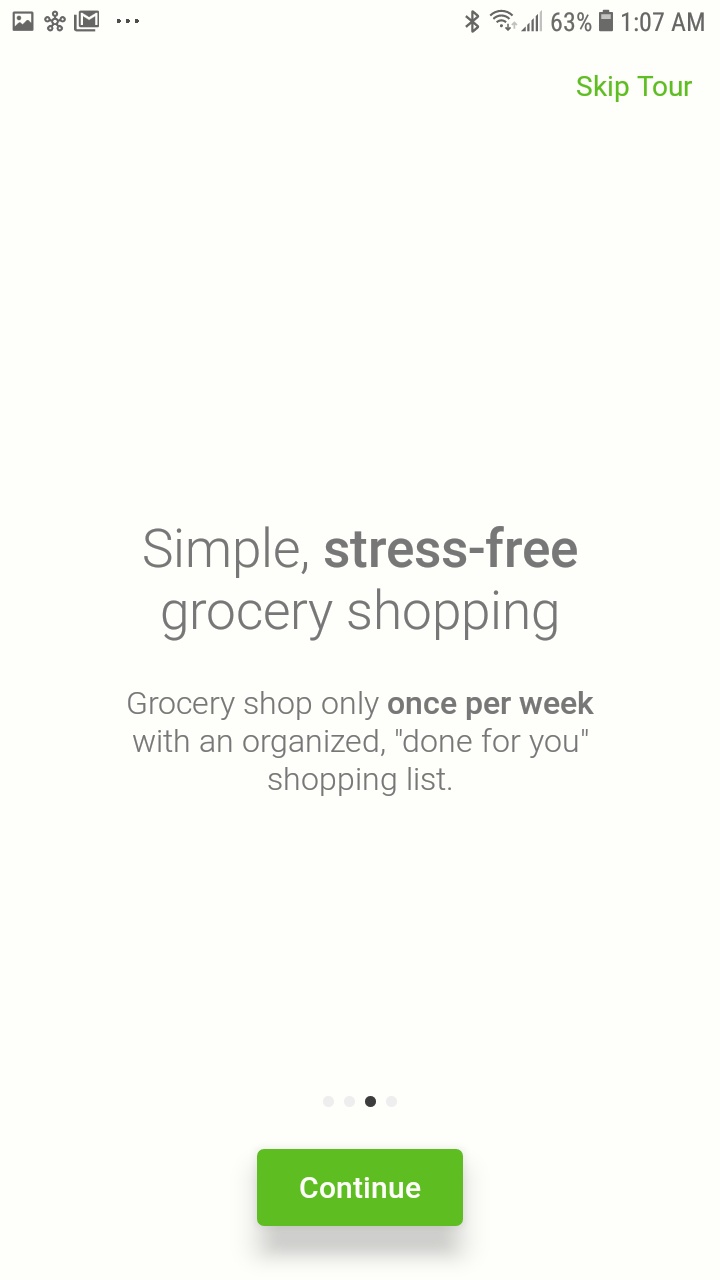 63% 1:07 AM
Skip Tour
Simple, stress-free
grocery shopping
Grocery shop only once per week
with an organized, "done for you"
shopping list.
Continue